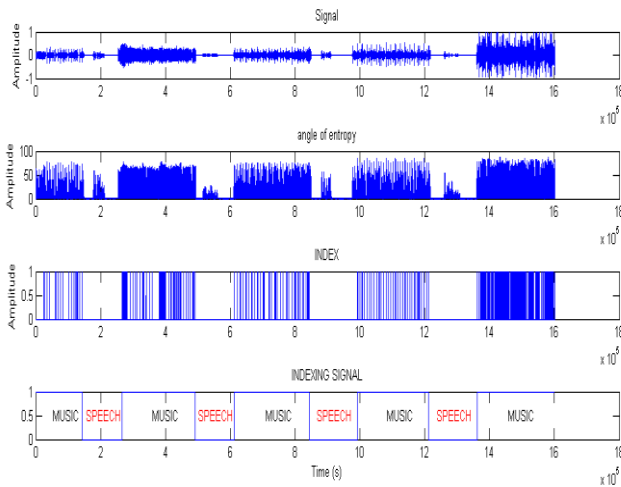 Signal
Amplitude
1
0
-1
0 2 4 6 8 10 12 14 16 18
x 10^5
angle of entropy
Amplitude
100
50
0
0 2 4 6 8 10 12 14 16 18
x 10^5
INDEX
Amplitude
1
0.5
0
0 2 4 6 8 10 12 14 16 18
x 10^5
INDEXING SIGNAL
1
0.5
0
MUSIC SPEECH MUSIC SPEECH MUSIC SPEECH MUSIC SPEECH MUSIC
0 2 4 6 8 10 12 14 16 18
Time (s)
x 10^5